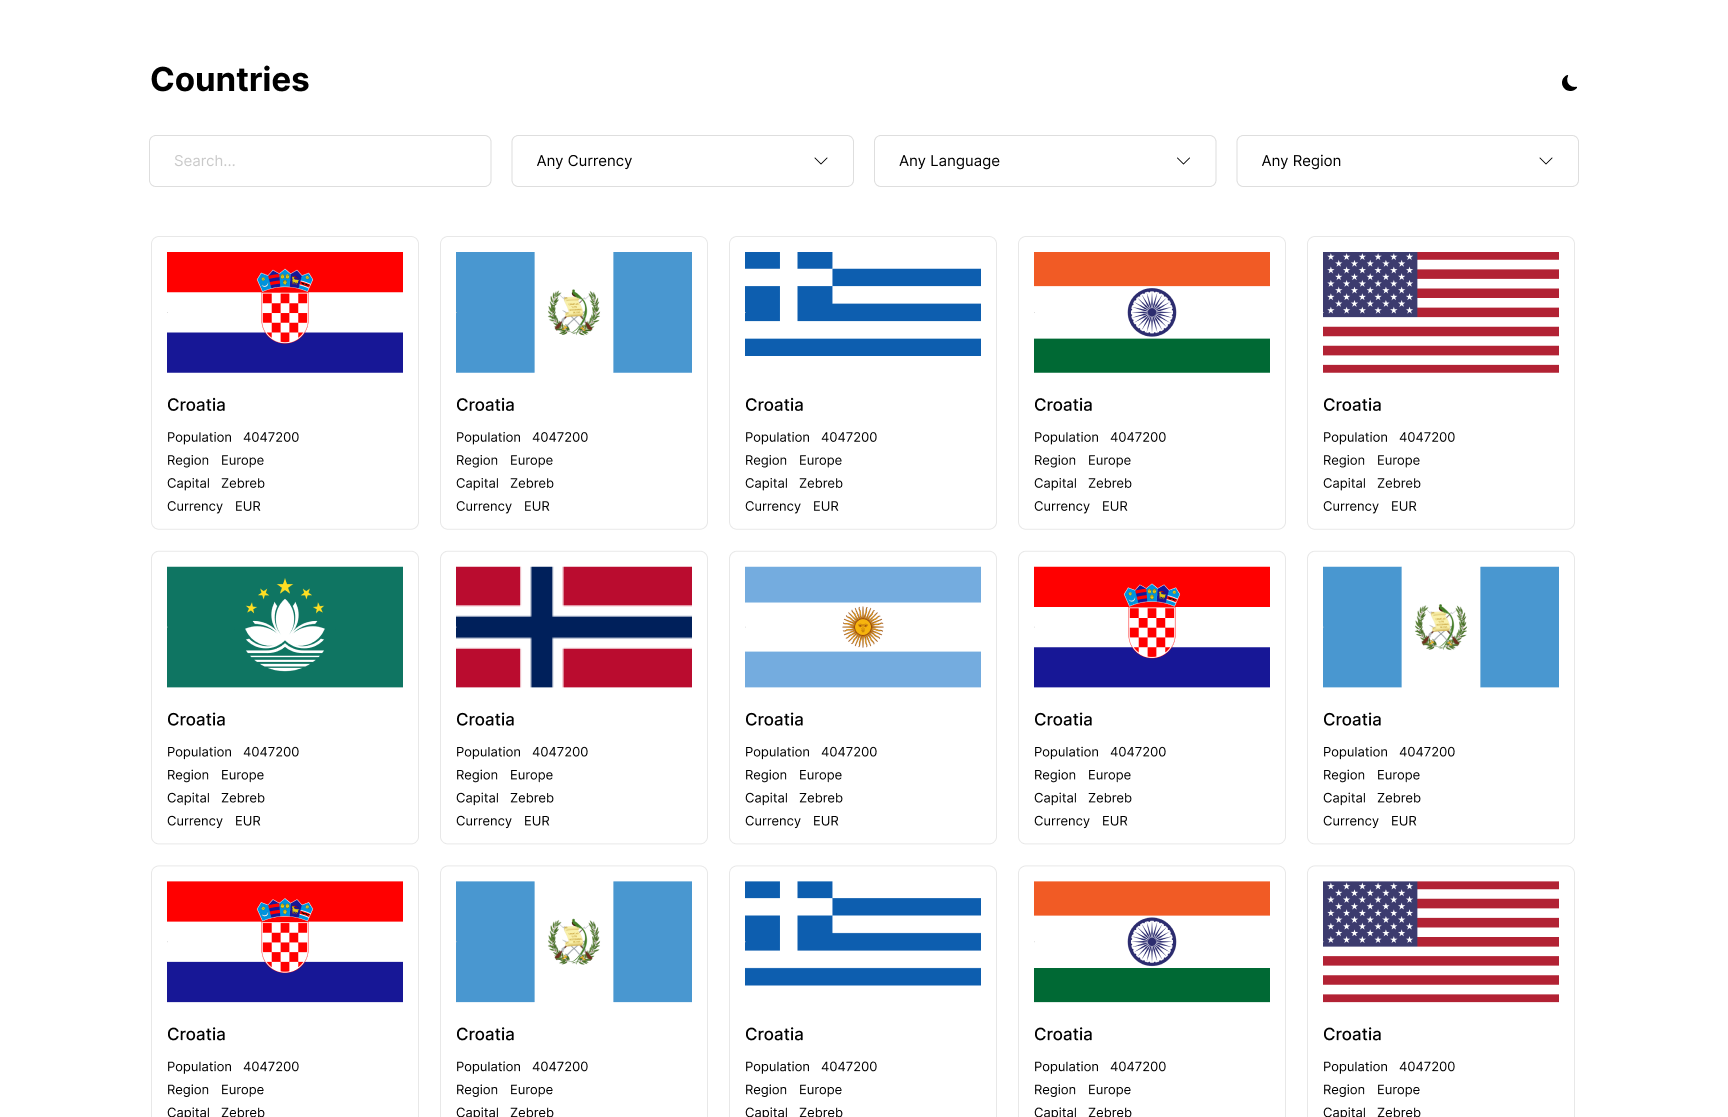 Countries
Search...
Any Currency
Any Language
Any Region
Croatia
Population 4047200
Region Europe
Capital Zebreb
Currency EUR
Croatia
Population 4047200
Region Europe
Capital Zebreb
Currency EUR
Croatia
Population 4047200
Region Europe
Capital Zebreb
Currency EUR
Croatia
Population 4047200
Region Europe
Capital Zebreb
Currency EUR
Croatia
Population 4047200
Region Europe
Capital Zebreb
Currency EUR
Croatia
Population 4047200
Region Europe
Capital Zebreb
Currency EUR
Croatia
Population 4047200
Region Europe
Capital Zebreb
Currency EUR
Croatia
Population 4047200
Region Europe
Capital Zebreb
Currency EUR
Croatia
Population 4047200
Region Europe
Capital Zebreb
Currency EUR
Croatia
Population 4047200
Region Europe
Capital Zebreb
Currency EUR
Croatia
Population 4047200
Region Europe
Capital Zebreb
Croatia
Population 4047200
Region Europe
Capital Zebreb
Croatia
Population 4047200
Region Europe
Capital Zebreb
Croatia
Population 4047200
Region Europe
Capital Zebreb
Croatia
Population 4047200
Region Europe
Capital Zebreb